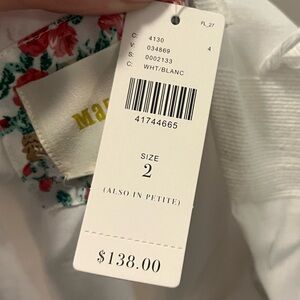 FL_27
C: 4130 4
V: 034869
S: 0002133
C: WHT/BLANC
41744665
SIZE
2
(ALSO IN PETITE)
$138.00